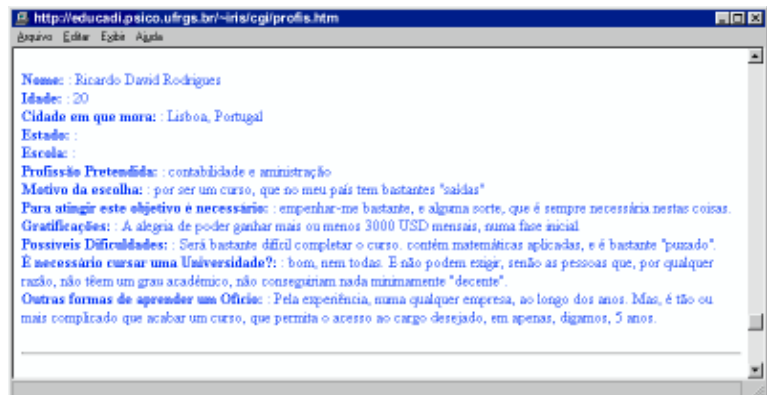 http://educadi.psico.ufrgs.br/~iris/cgi/profis.htm
Arquivo Editar Exibir Ajuda
Nome: : Ricardo David Rodrigues
Idade: : 20
Cidade em que mora: : Lisboa, Portugal
Estado: :
Escola: :
Profissão Pretendida: : contabilidade e aministração
Motivo da escolha: : por ser um curso, que no meu país tem bastantes "saídas"
Para atingir este objetivo é necessário: : empenhar-me bastante, e alguma sorte, que é sempre necessária nestas coisas.
Gratificações: : A alegria de poder ganhar mais ou menos 3000 USD mensais, numa fase inicial
Possíveis Dificuldades: : Será bastante difícil completar o curso. contém matemáticas aplicadas, e é bastante "puxado".
É necessário cursar uma Universidade?: : bom, nem todas. E não podem exigir, senão as pessoas que, por qualquer
razão, não têem um grau académico, não conseguiriam nada minimamente "decente".
Outras formas de aprender um Ofício: : Pela experiência, numa qualquer empresa, ao longo dos anos. Mas, é tão ou
mais complicado que acabar um curso, que permita o acesso ao cargo desejado, em apenas, digamos, 5 anos.